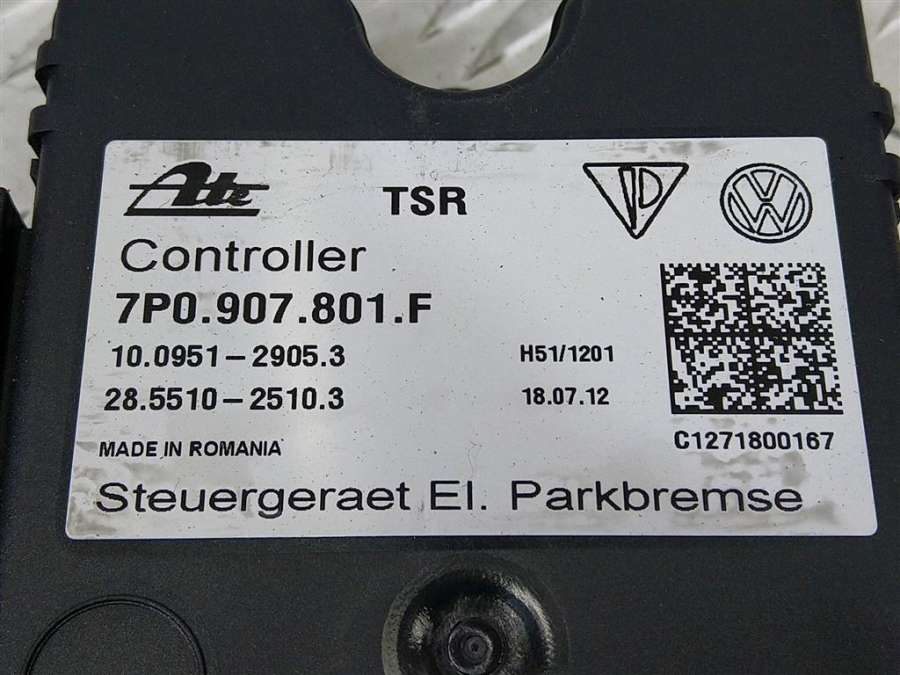 Ate TSR
Controller
7P0.907.801.F
10.0951-2905.3 H51/1201
28.5510-2510.3 18.07.12
C1271800167
MADE IN ROMANIA
Steuergeraet El. Parkbremse